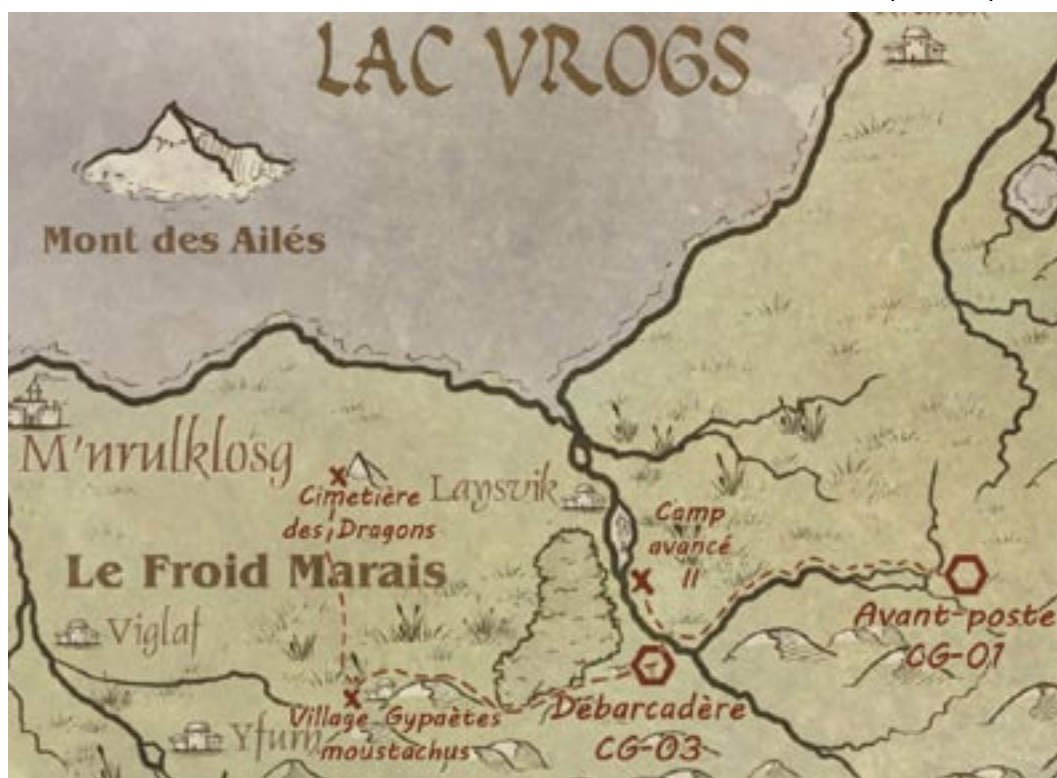 LAC VROGS
Mont des Ailés
M'nrulklosg
Cimetière
des Dragons
Laysvik
Camp
avancé
II
Le Froid Marais
Viglaf
Avant-poste
CG-01
Village Gypaètes
moustachus
Yfurn
Débarcadère
CG-03